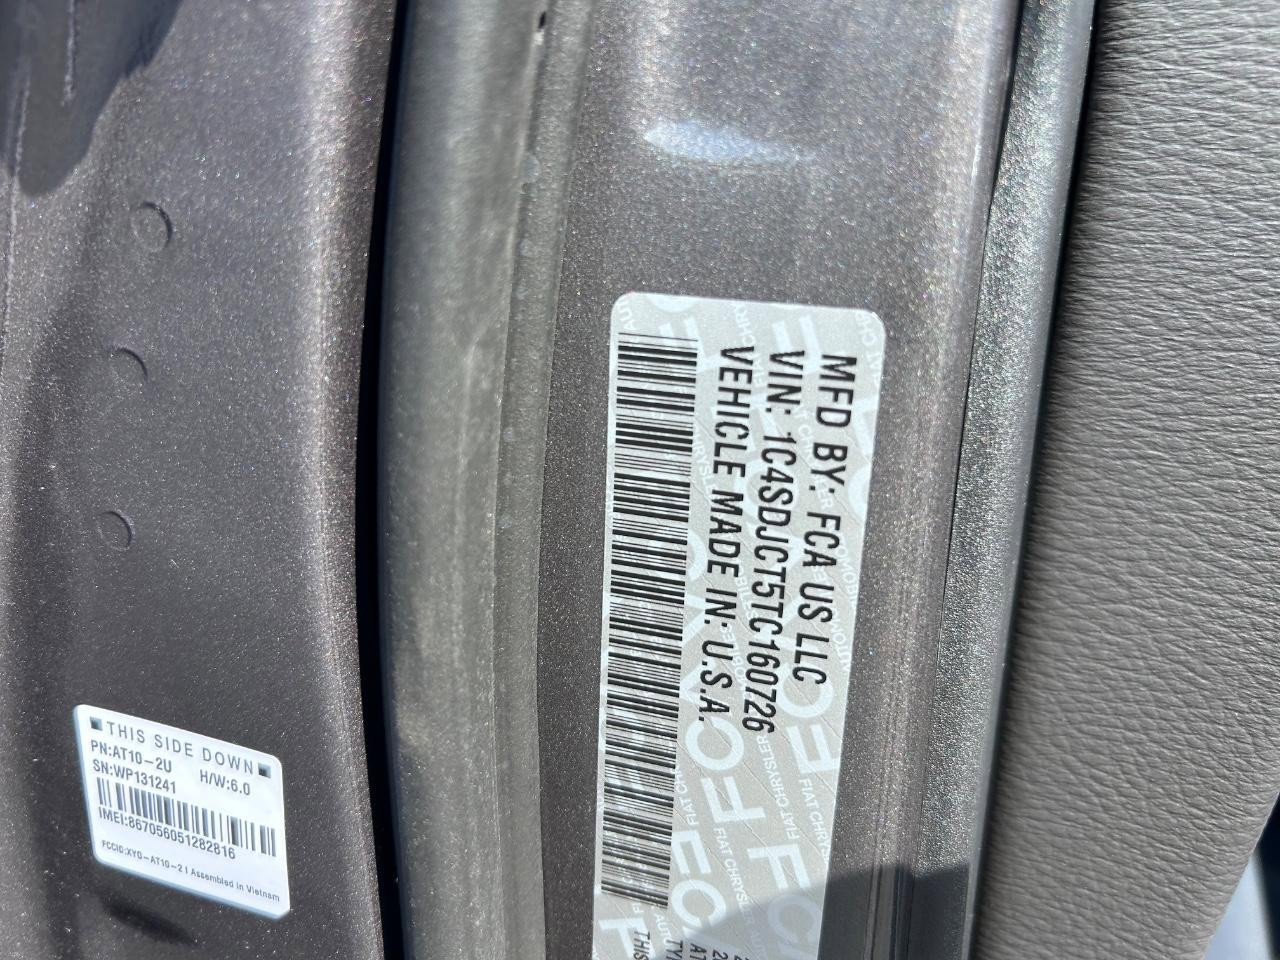 MFD BY: FCA US LLC
VIN: 1C4SDJCT5TC160726
VEHICLE MADE IN: U.S.A.
THIS SIDE DOWN
PN:AT10-2U H/W:6.0
SN:WP131241
IMEI:867056051282816
FCCID:XYO-AT10-2 | Assembled in Vietnam